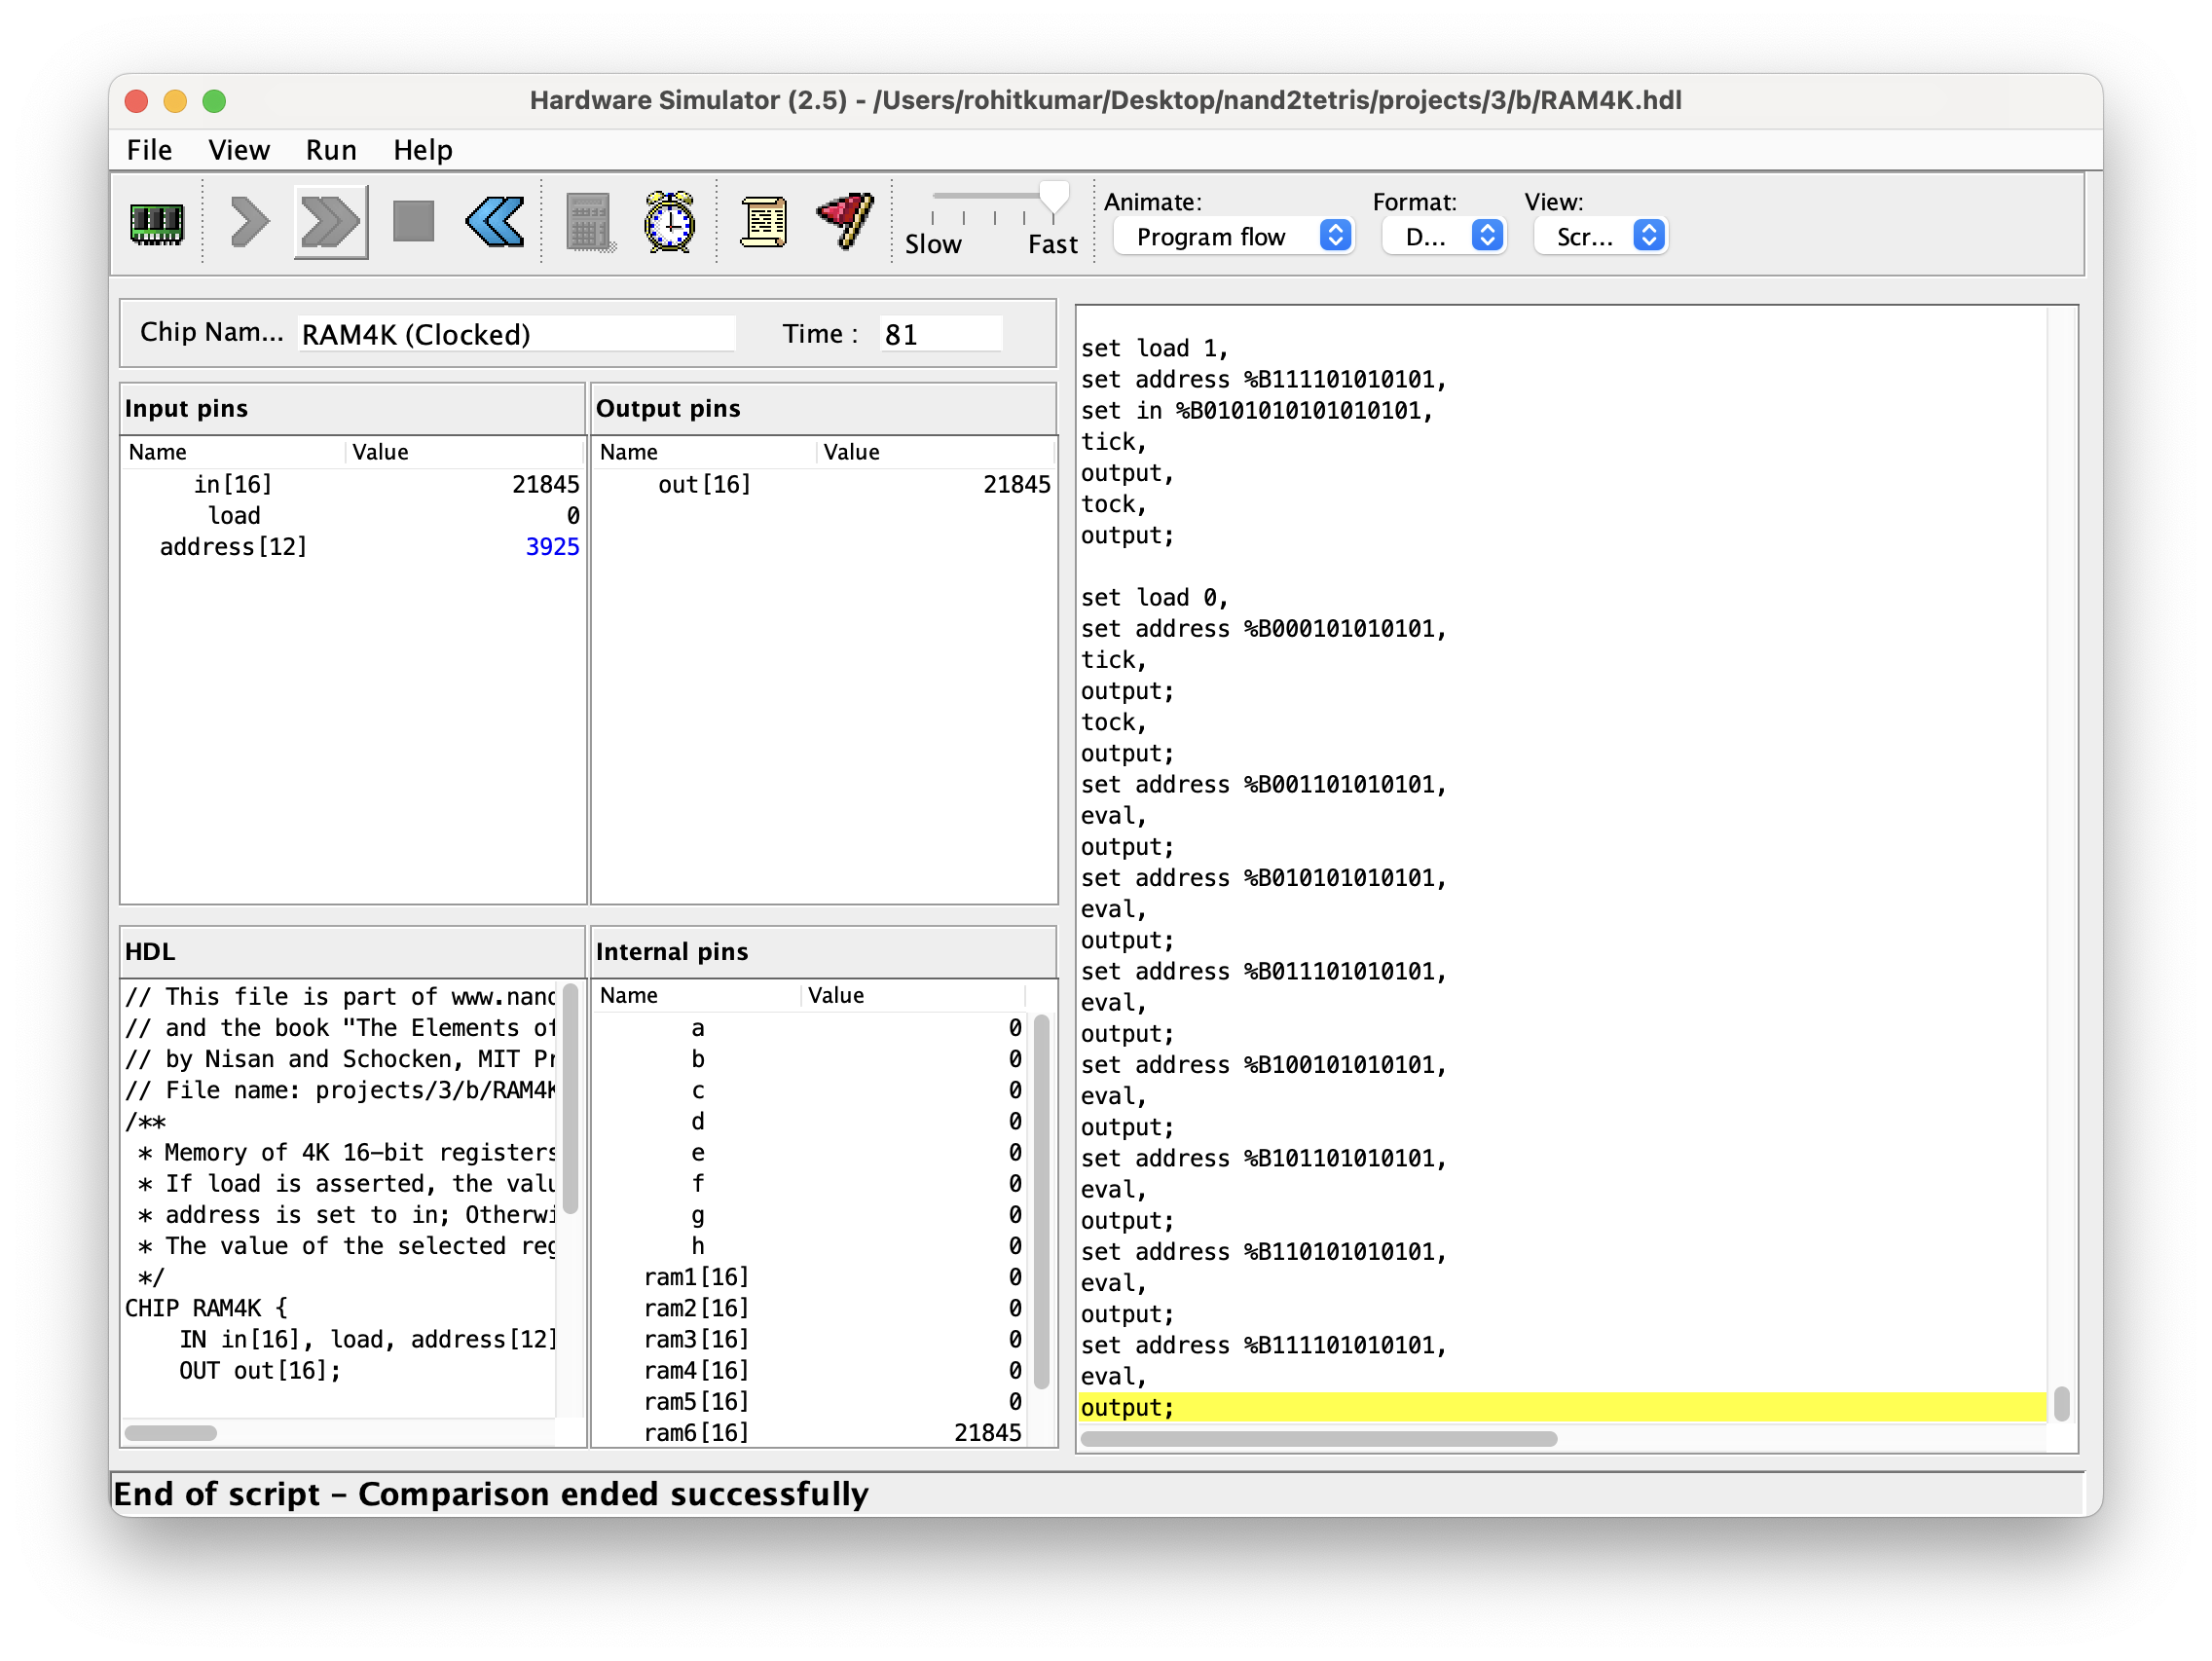 Hardware Simulator (2.5) - /Users/rohitkumar/Desktop/nand2tetris/projects/3/b/RAM4K.hdl
File View Run Help
Slow Fast
Animate: Format: View:
Program flow D... Scr...
Chip Nam... RAM4K (Clocked) Time : 81
Input pins
Name Value
in[16] 21845
load 0
address[12] 3925
Output pins
Name Value
out[16] 21845
HDL
// This file is part of www.nand
// and the book "The Elements of
// by Nisan and Schocken, MIT Pr
// File name: projects/3/b/RAM4K
/**
* Memory of 4K 16-bit registers
* If load is asserted, the valu
* address is set to in; Otherwi
* The value of the selected reg
*/
CHIP RAM4K {
IN in[16], load, address[12]
OUT out[16];
Internal pins
Name Value
a 0
b 0
c 0
d 0
e 0
f 0
g 0
h 0
ram1[16] 0
ram2[16] 0
ram3[16] 0
ram4[16] 0
ram5[16] 0
ram6[16] 21845
set load 1,
set address %B111101010101,
set in %B0101010101010101,
tick,
output,
tock,
output;
set load 0,
set address %B000101010101,
tick,
output;
tock,
output;
set address %B001101010101,
eval,
output;
set address %B010101010101,
eval,
output;
set address %B011101010101,
eval,
output;
set address %B100101010101,
eval,
output;
set address %B101101010101,
eval,
output;
set address %B110101010101,
eval,
output;
set address %B111101010101,
eval,
output;
End of script - Comparison ended successfully